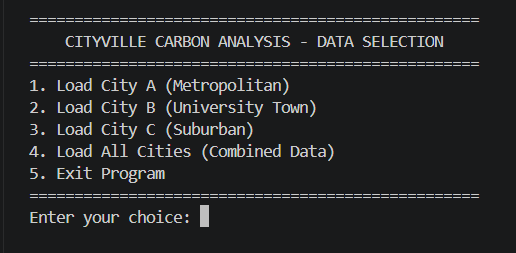 ==================================================
CITYVILLE CARBON ANALYSIS - DATA SELECTION
==================================================
1. Load City A (Metropolitan)
2. Load City B (University Town)
3. Load City C (Suburban)
4. Load All Cities (Combined Data)
5. Exit Program
==================================================
Enter your choice: